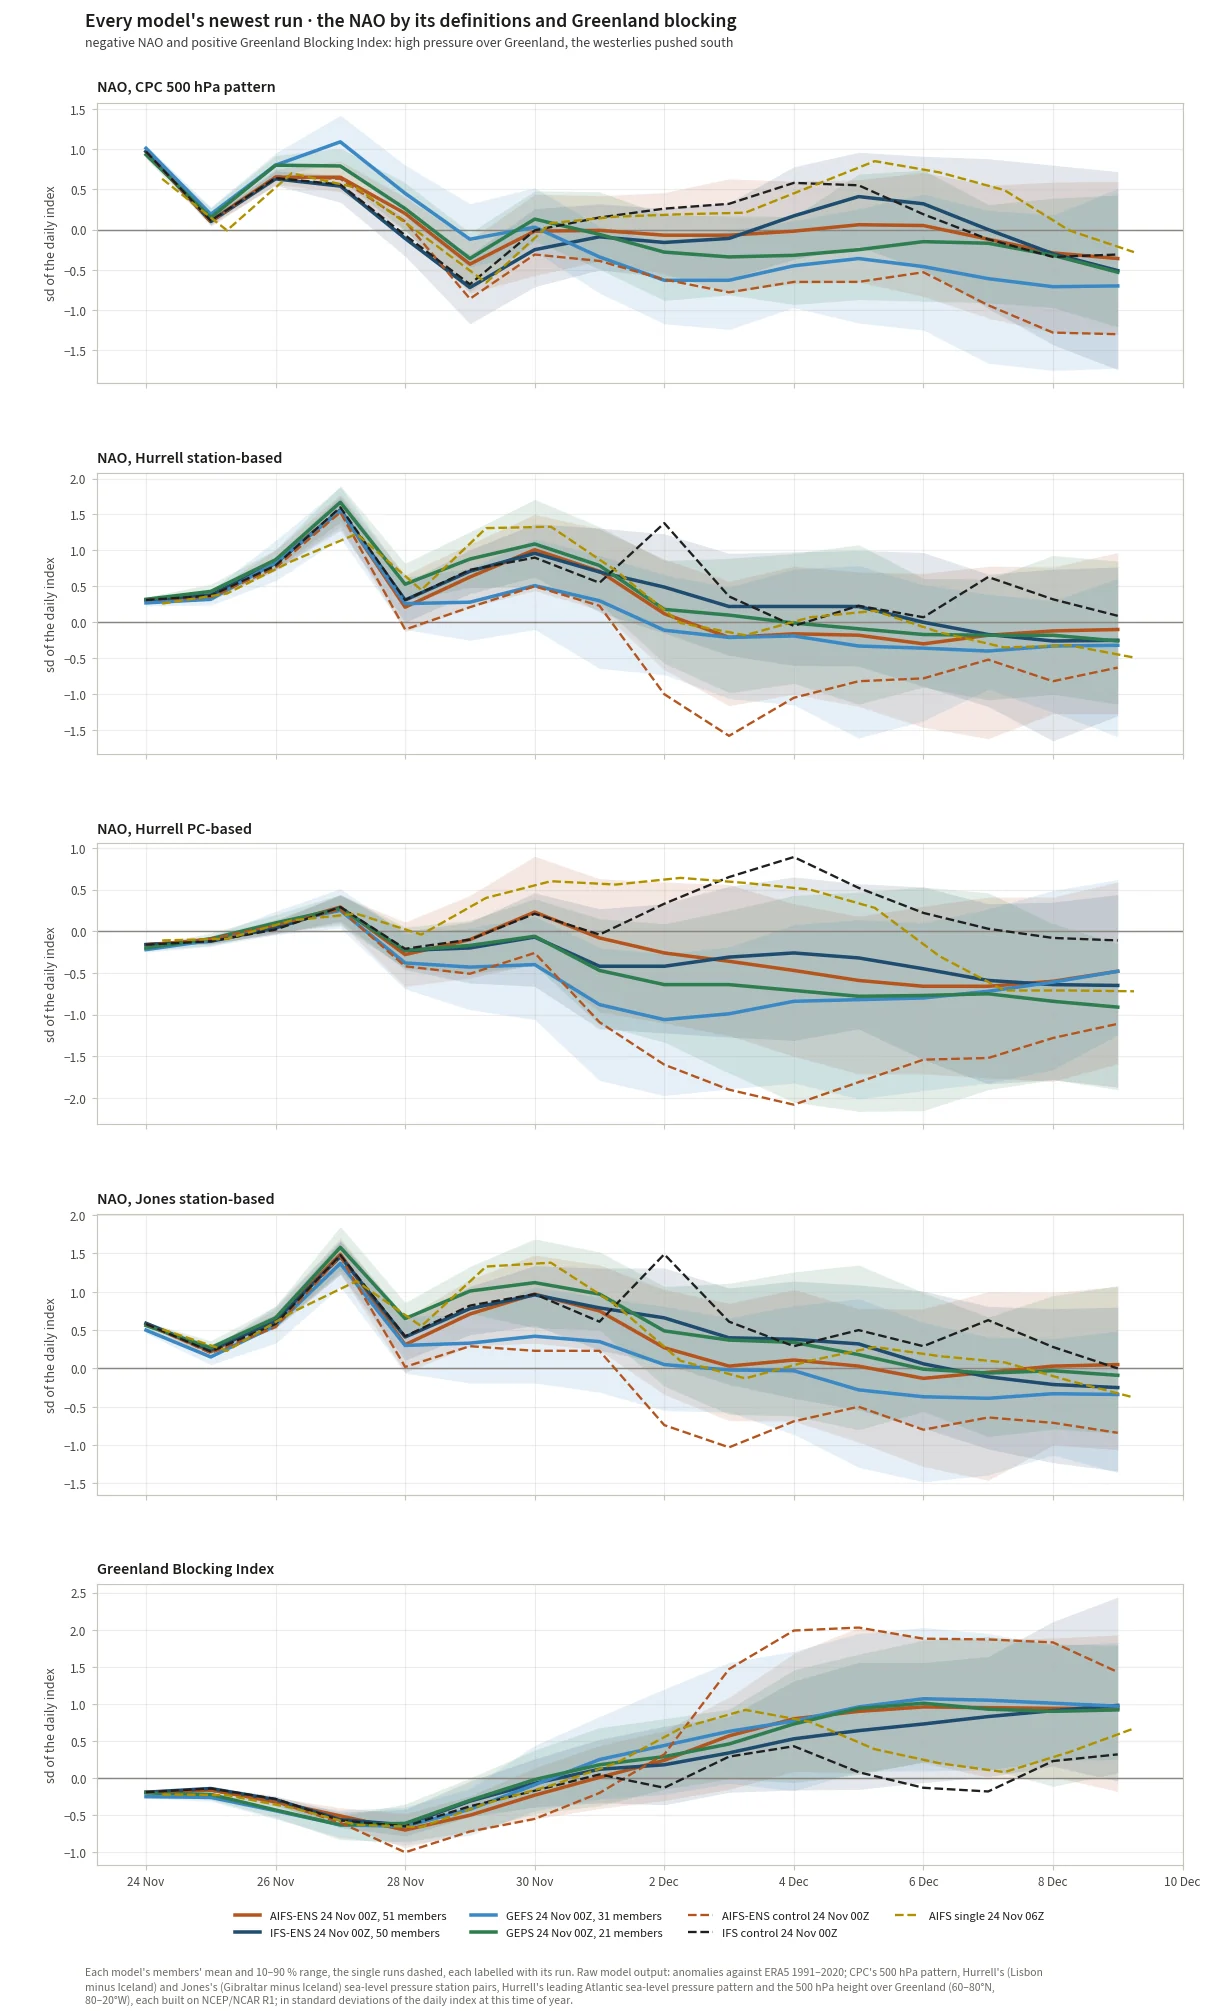 Every model's newest run · the NAO by its definitions and Greenland blocking
negative NAO and positive Greenland Blocking Index: high pressure over Greenland, the westerlies pushed south
NAO, CPC 500 hPa pattern
sd of the daily index
1.5
1.0
0.5
0.0
−0.5
−1.0
−1.5
NAO, Hurrell station-based
sd of the daily index
2.0
1.5
1.0
0.5
0.0
−0.5
−1.0
−1.5
NAO, Hurrell PC-based
sd of the daily index
1.0
0.5
0.0
−0.5
−1.0
−1.5
−2.0
NAO, Jones station-based
sd of the daily index
2.0
1.5
1.0
0.5
0.0
−0.5
−1.0
−1.5
Greenland Blocking Index
sd of the daily index
2.5
2.0
1.5
1.0
0.5
0.0
−0.5
−1.0
24 Nov 26 Nov 28 Nov 30 Nov 2 Dec 4 Dec 6 Dec 8 Dec 10 Dec
AIFS-ENS 24 Nov 00Z, 51 members GEFS 24 Nov 00Z, 31 members AIFS-ENS control 24 Nov 00Z AIFS single 24 Nov 06Z
IFS-ENS 24 Nov 00Z, 50 members GEPS 24 Nov 00Z, 21 members IFS control 24 Nov 00Z
Each model's members' mean and 10–90 % range, the single runs dashed, each labelled with its run. Raw model output: anomalies against ERA5 1991–2020; CPC's 500 hPa pattern, Hurrell's (Lisbon
minus Iceland) and Jones's (Gibraltar minus Iceland) sea-level pressure station pairs, Hurrell's leading Atlantic sea-level pressure pattern and the 500 hPa height over Greenland (60–80°N,
80–20°W), each built on NCEP/NCAR R1; in standard deviations of the daily index at this time of year.